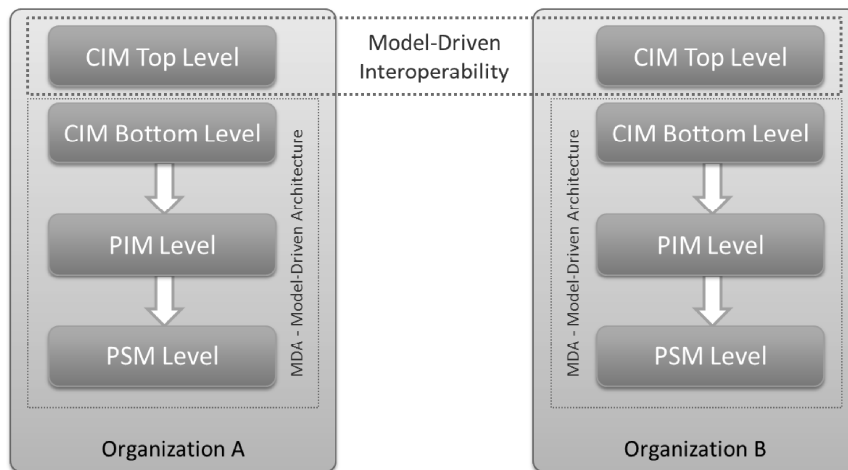 CIM Top Level
CIM Bottom Level
PIM Level
PSM Level
MDA - Model-Driven Architecture
Organization A
Model-Driven
Interoperability
CIM Top Level
CIM Bottom Level
PIM Level
PSM Level
MDA - Model-Driven Architecture
Organization B